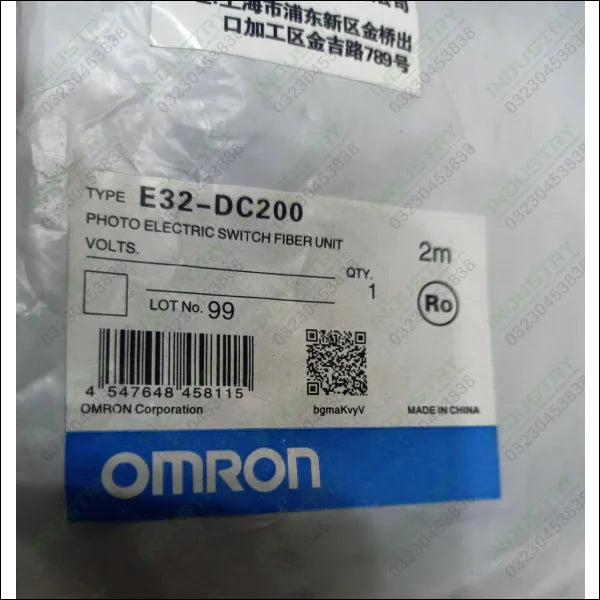 上海市浦东新区金桥出
口加工区金吉路789号
TYPE E32-DC200
PHOTO ELECTRIC SWITCH FIBER UNIT
2m
VOLTS.
QTY.
1
LOT No. 99
Ro
4 547648 458115
OMRON Corporation
bgmaKvyV
MADE IN CHINA
OMRON
INDUSTRY
03230453838